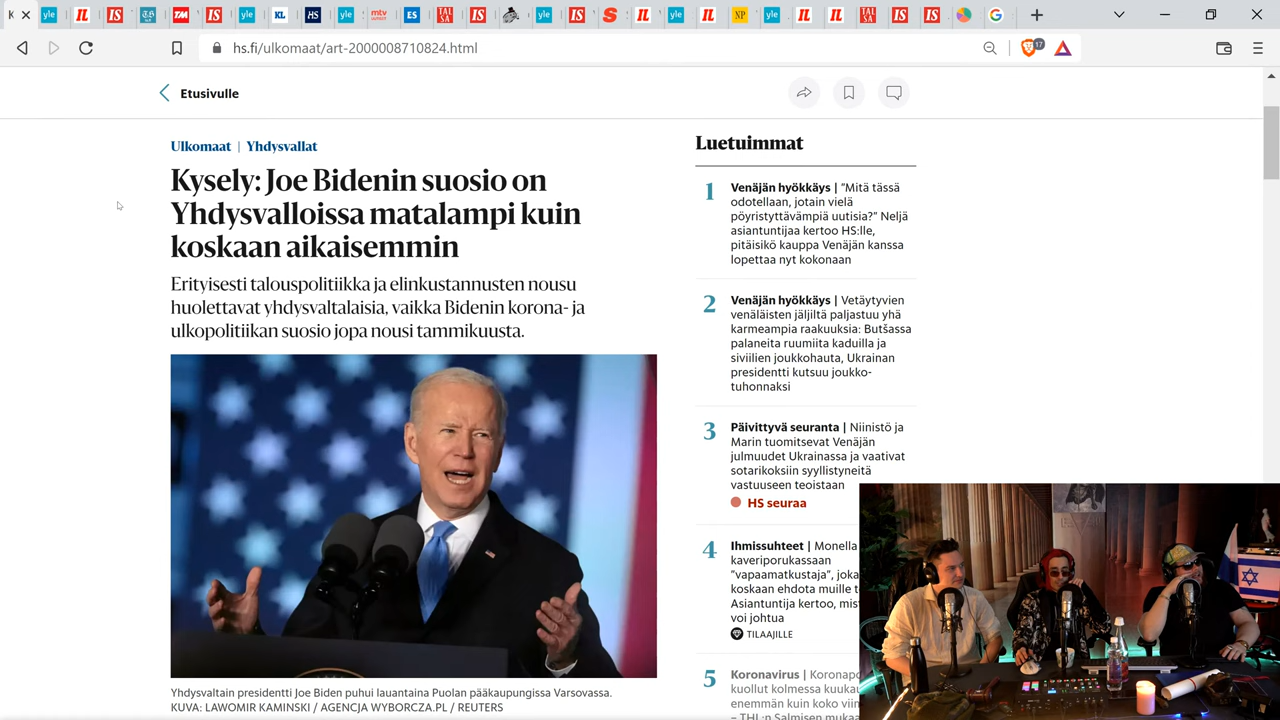 hs.fi/ulkomaat/art-2000008710824.html
17
Etusivulle
Ulkomaat | Yhdysvallat
Kysely: Joe Bidenin suosio on
Yhdysvalloissa matalampi kuin
koskaan aikaisemmin
Erityisesti talouspolitiikka ja elinkustannusten nousu
huolettavat yhdysvaltalaisia, vaikka Bidenin korona- ja
ulkopolitiikan suosio jopa nousi tammikuusta.
Yhdysvaltain presidentti Joe Biden puhui lauantaina Puolan pääkaupungissa Varsovassa.
KUVA: LAWOMIR KAMINSKI / AGENCJA WYBORCZA.PL / REUTERS
Luetuimmat
1
Venäjän hyökkäys | ”Mitä tässä
odotellaan, jotain vielä
pöyristyttävämpiä uutisia?” Neljä
asiantuntijaa kertoo HS:lle,
pitäisikö kauppa Venäjän kanssa
lopettaa nyt kokonaan
2
Venäjän hyökkäys | Vetäytyvien
venäläisten jäljiltä paljastuu yhä
karmeampia raakuuksia: Butšassa
palaneita ruumiita kaduilla ja
siviilien joukkohauta, Ukrainan
presidentti kutsuu joukko-
tuhonnaksi
3
Päivittyvä seuranta | Niinistö ja
Marin tuomitsevat Venäjän
julmuudet Ukrainassa ja vaativat
sotarikoksiin syyllistyneitä
vastuuseen teoistaan
HS seuraa
4
Ihmissuhteet | Monella
kaveriporukassaan
”vapaamatkustaja”, joka
koskaan ehdota muille
Asiantuntija kertoo,
voi johtua
TILAAJILLE
5
Koronavirus |
kuollut kolmessa
enemmän kuin koko
– THL:n Salmisen